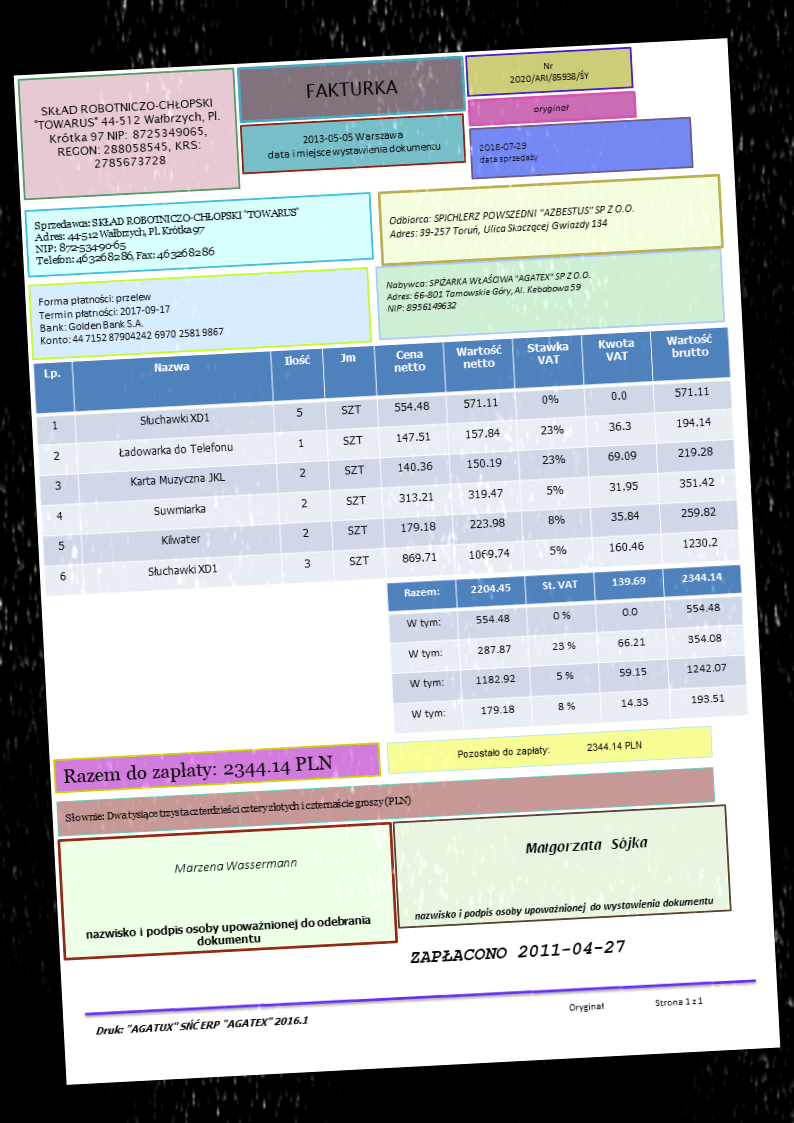 SKŁAD ROBOTNICZO-CHŁOPSKI
"TOWARUS" 44-512 Wałbrzych, Pl.
Krótka 97 NIP: 8725349065,
REGON: 288058545, KRS:
2785673728
FAKTURKA
2013-05-05 Warszawa
data i miejsce wystawienia dokumentu
Nr
2020/ARI/85938/ŚY
oryginał
2018-07-29
data sprzedaży
Sprzedawca: SKŁAD ROBOTNICZO-CHŁOPSKI "TOWARUS"
Adres: 44-512 Wałbrzych, Pl. Krótka 97
NIP: 872-534-90-65
Telefon: 463268286, Fax: 463268286
Odbiorca: SPICHLERZ POWSZEDNI "AZBESTUS" SP Z O.O.
Adres: 39-257 Toruń, Ulica Skaczącej Gwiazdy 134
Forma płatności: przelew
Termin płatności: 2017-09-17
Bank: Golden Bank S.A.
Konto: 44 7152 8790 4242 6970 2581 9867
Nabywca: SPIŻARKA WŁAŚCIWA "AGATEX" SP Z O.O.
Adres: 66-801 Tarnowskie Góry, Al. Kebabowa 59
NIP: 8956149632
Lp. Nazwa Ilość Jm Cena netto Wartość netto Stawka VAT Kwota VAT Wartość brutto
1 Słuchawki XD1 5 SZT 554.48 571.11 0% 0.0 571.11
2 Ładowarka do Telefonu 1 SZT 147.51 157.84 23% 36.3 194.14
3 Karta Muzyczna JKL 2 SZT 140.36 150.19 23% 69.09 219.28
4 Suwmiarka 2 SZT 313.21 319.47 5% 31.95 351.42
5 Kilwater 2 SZT 179.18 223.98 8% 35.84 259.82
6 Słuchawki XD1 3 SZT 869.71 1069.74 5% 160.46 1230.2
Razem: 2204.45 St. VAT 139.69 2344.14
W tym: 554.48 0 % 0.0 554.48
W tym: 287.87 23 % 66.21 354.08
W tym: 1182.92 5 % 59.15 1242.07
W tym: 179.18 8 % 14.33 193.51
Razem do zapłaty: 2344.14 PLN
Pozostało do zapłaty: 2344.14 PLN
Słownie: Dwa tysiące trzysta czterdzieści cztery złotych i czternaście groszy (PLN)
Marzena Wassermann
nazwisko i podpis osoby upoważnionej do odebrania
dokumentu
Małgorzata Sójka
nazwisko i podpis osoby upoważnionej do wystawienia dokumentu
ZAPŁACONO 2011-04-27
Druk: "AGATUX" SŃĆ ERP "AGATEX" 2016.1
Oryginał
Strona 1 z 1